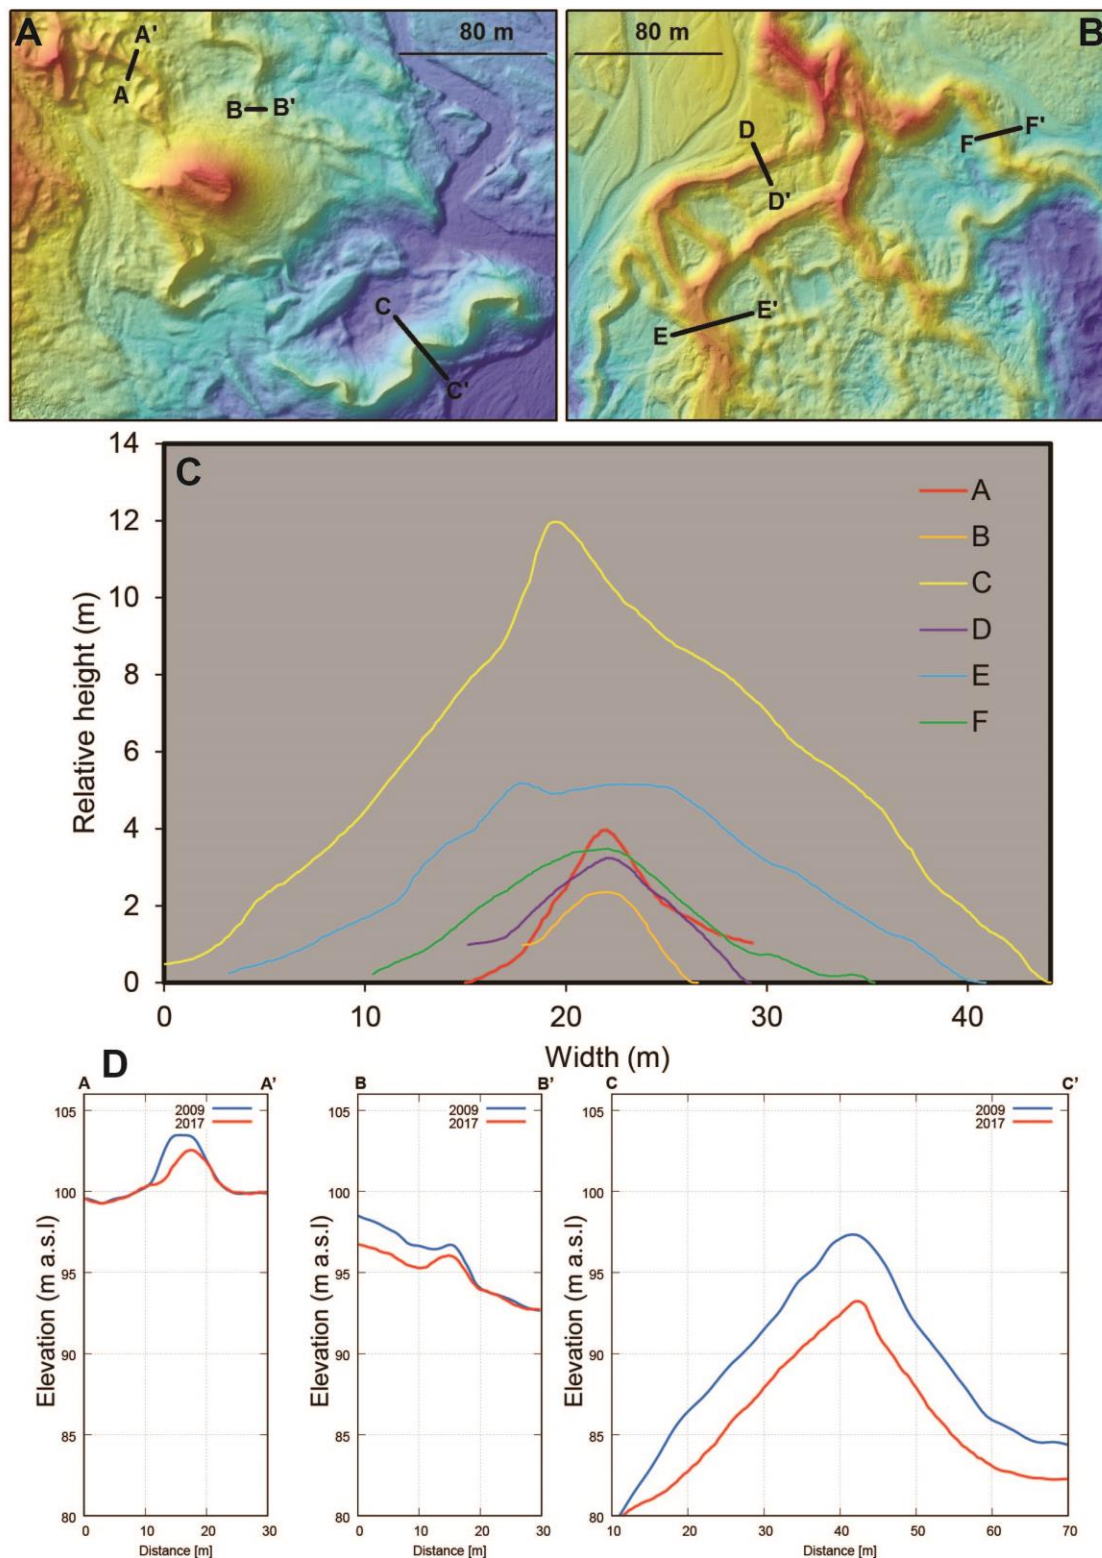 A
80 m
A'
A
B
B'
C
C'
80 m
B
D
D'
F
F'
E
E'
C
14
12
10
8
6
4
2
0
Relative height (m)
A
B
C
D
E
F
0
10
20
30
40
Width (m)
D
A
A'
2009
2017
105
100
95
90
85
80
Elevation (m a.s.l)
0
10
20
30
Distance [m]
B
B'
2009
2017
105
100
95
90
85
80
Elevation (m a.s.l)
0
10
20
30
Distance [m]
C
C'
2009
2017
105
100
95
90
85
80
Elevation (m a.s.l)
10
20
30
40
50
60
70
Distance [m]